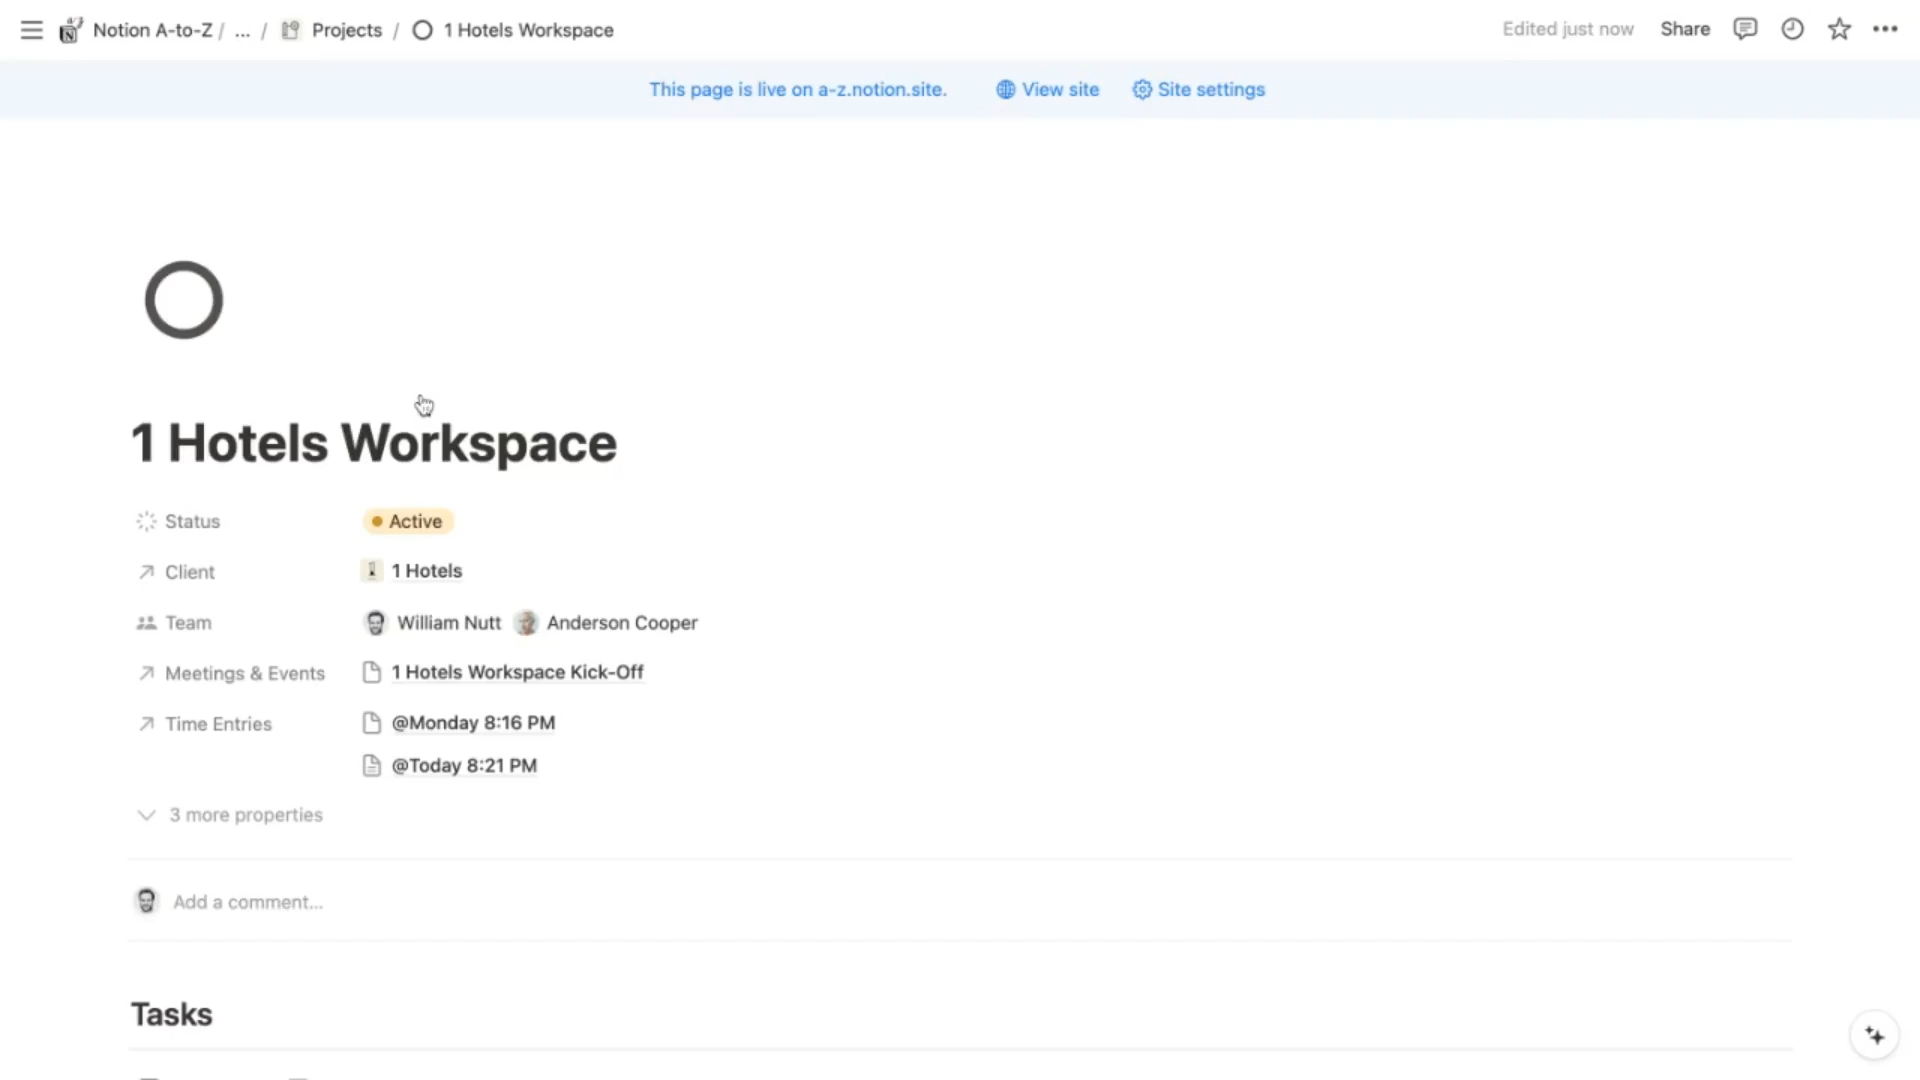 Notion A-to-Z / ... / Projects / 1 Hotels Workspace
Edited just now Share
This page is live on a-z.notion.site. View site Site settings
1 Hotels Workspace
Status Active
Client 1 Hotels
Team William Nutt Anderson Cooper
Meetings & Events 1 Hotels Workspace Kick-Off
Time Entries @Monday 8:16 PM
@Today 8:21 PM
3 more properties
Add a comment...
Tasks